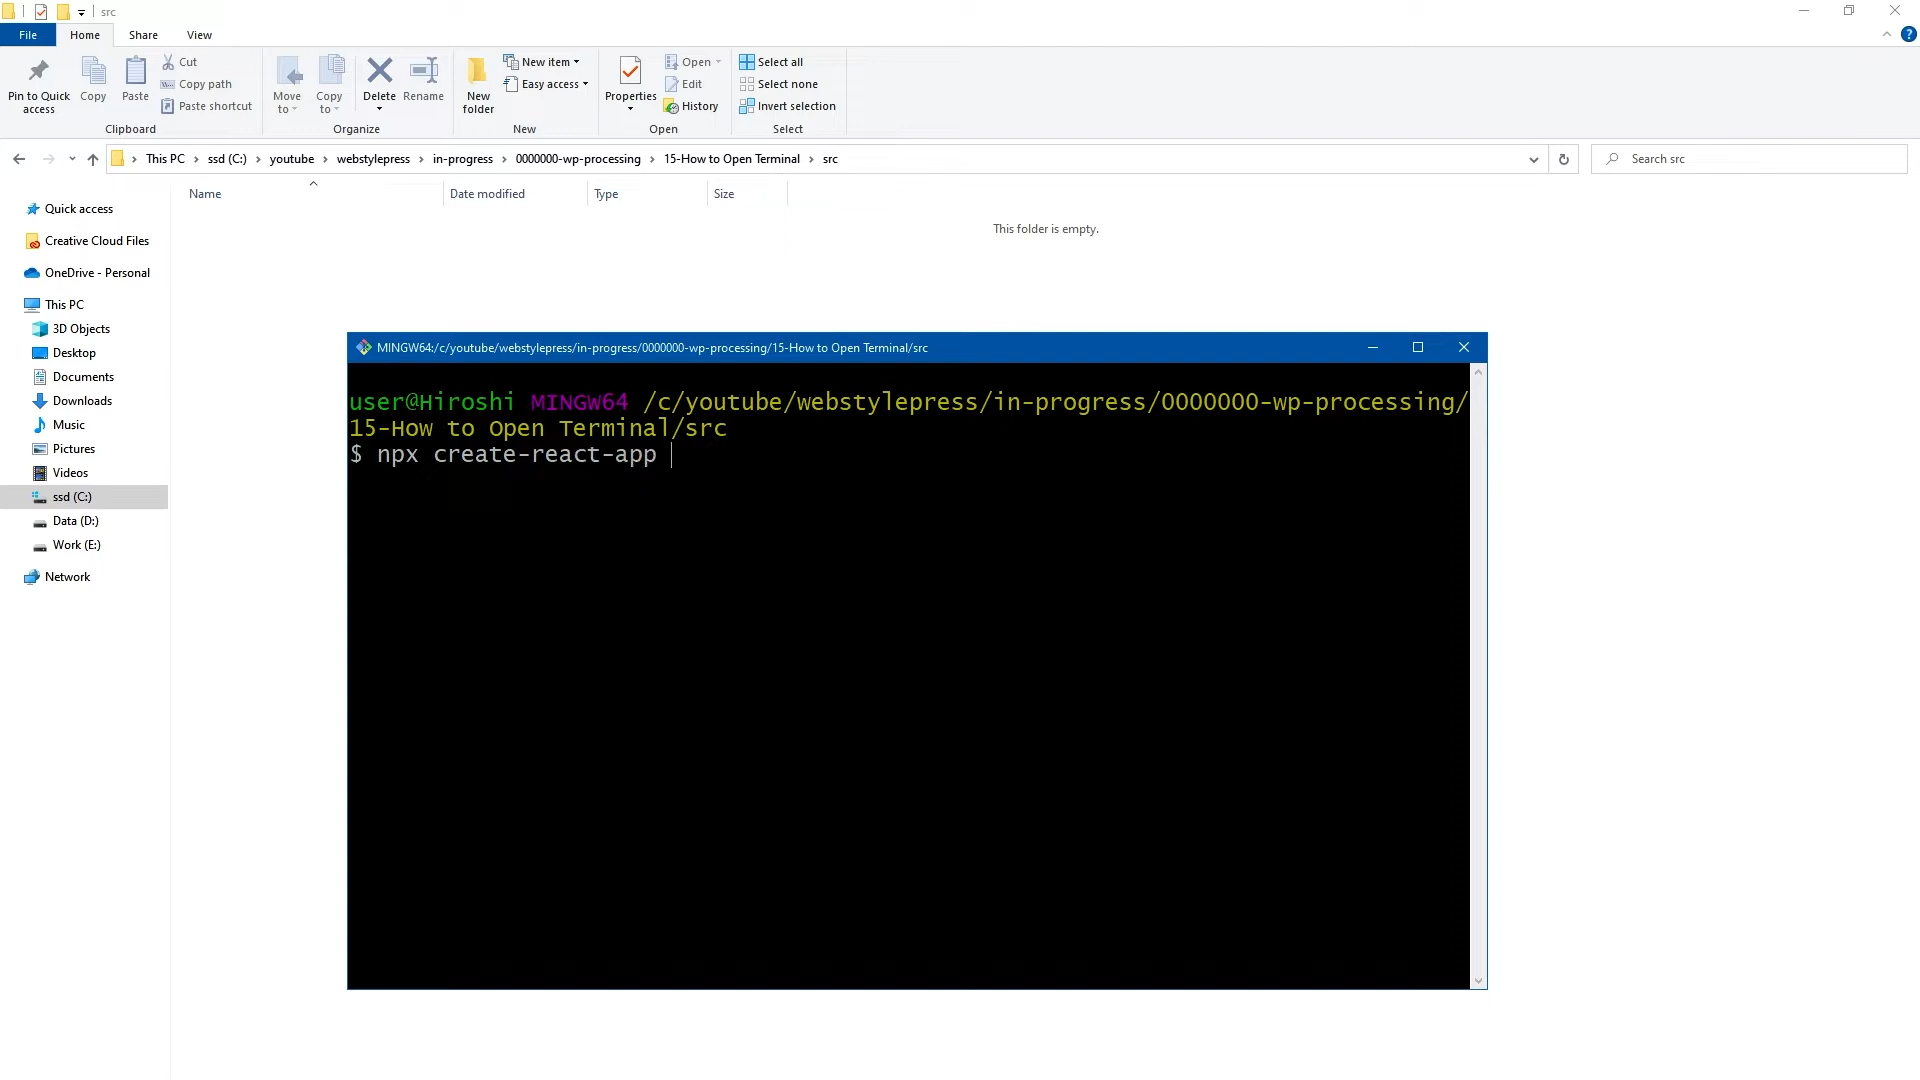 src
File Home Share View
Pin to Quick access
Copy
Paste
Cut
Copy path
Paste shortcut
Clipboard
Move to
Copy to
Delete
Rename
Organize
New folder
New item
Easy access
New
Properties
Open
Edit
History
Open
Select all
Select none
Invert selection
Select
This PC > ssd (C:) > youtube > webstylepress > in-progress > 0000000-wp-processing > 15-How to Open Terminal > src
Search src
Name Date modified Type Size
This folder is empty.
Quick access
Creative Cloud Files
OneDrive - Personal
This PC
3D Objects
Desktop
Documents
Downloads
Music
Pictures
Videos
ssd (C:)
Data (D:)
Work (E:)
Network
MINGW64:/c/youtube/webstylepress/in-progress/0000000-wp-processing/15-How to Open Terminal/src
user@Hiroshi MINGW64 /c/youtube/webstylepress/in-progress/0000000-wp-processing/
15-How to Open Terminal/src
$ npx create-react-app